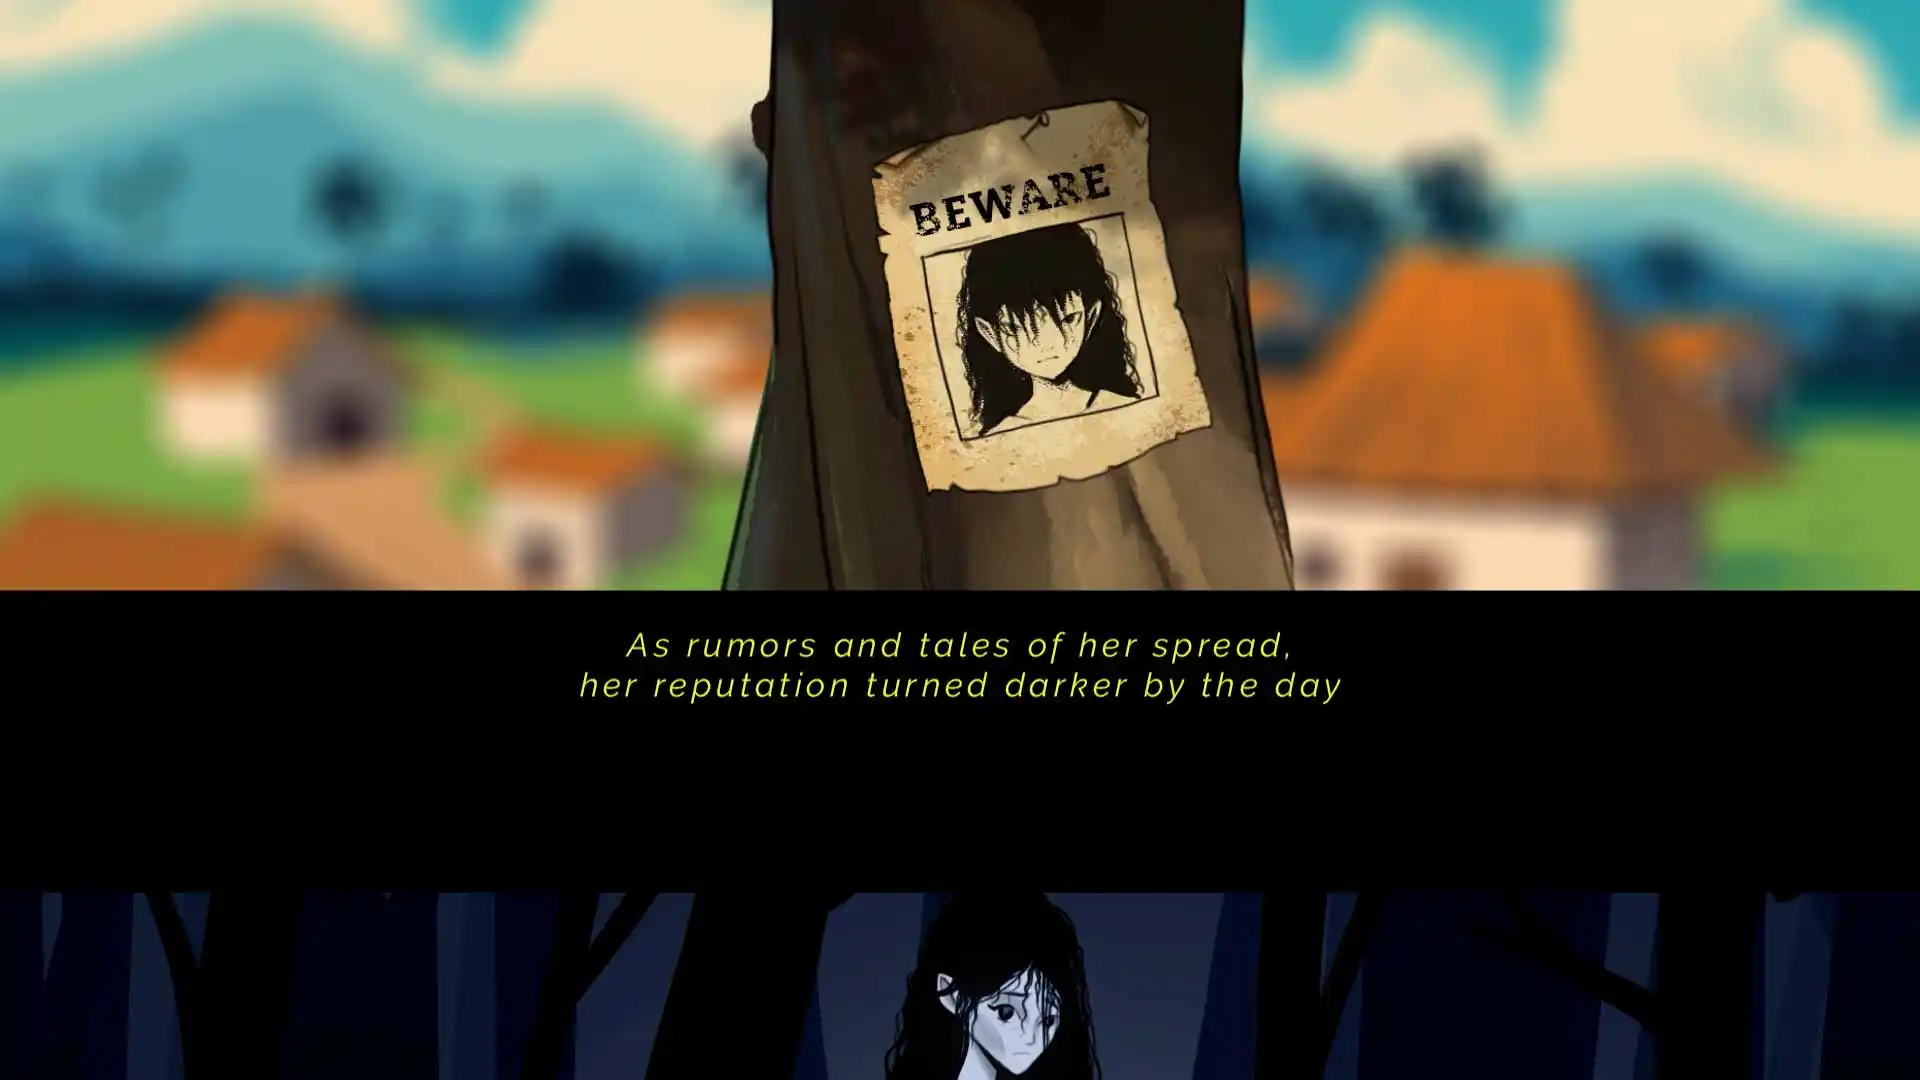 BEWARE
As rumors and tales of her spread,
her reputation turned darker by the day